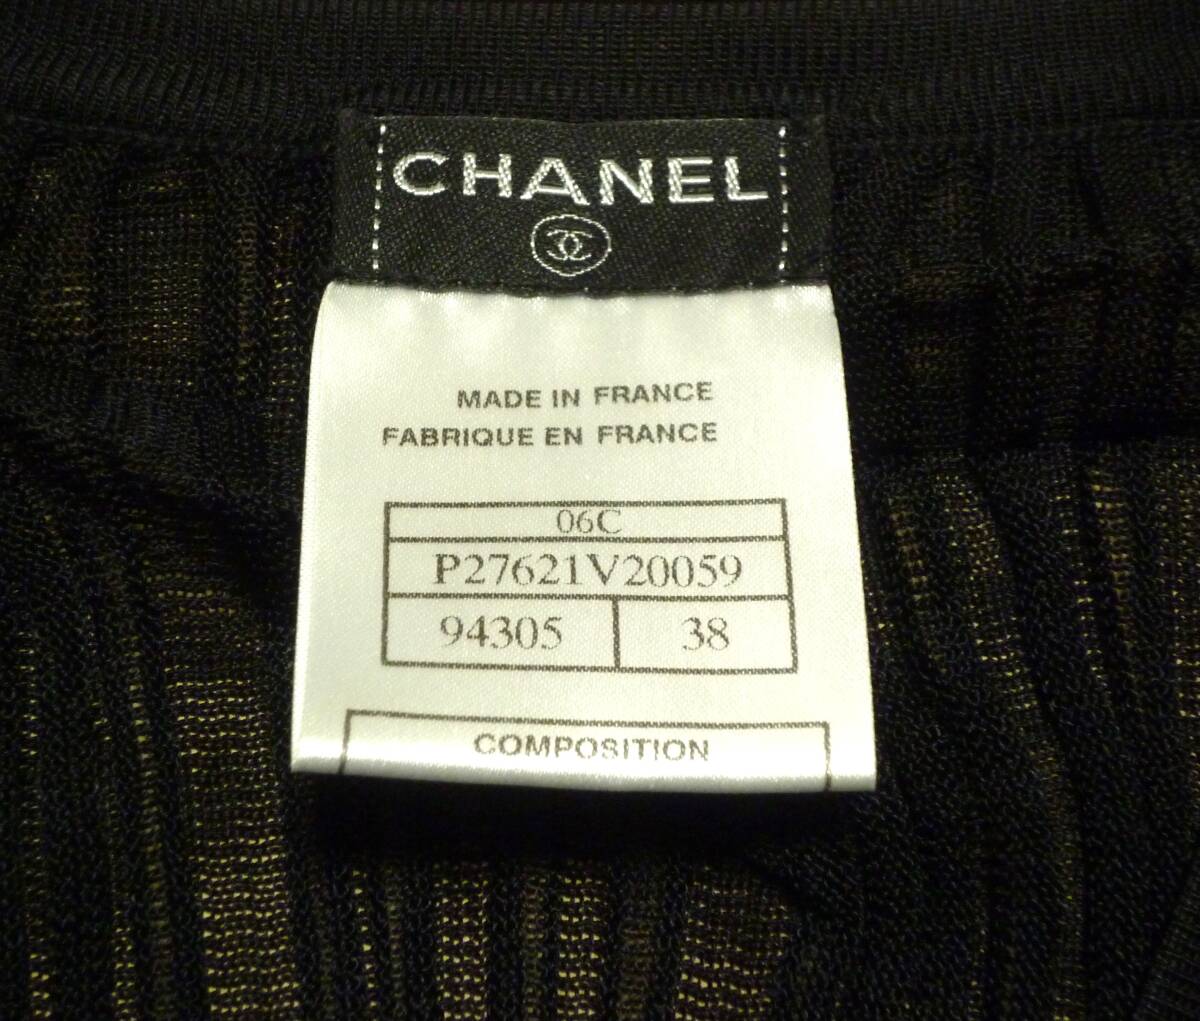 CHANEL
MADE IN FRANCE
FABRIQUE EN FRANCE
06C
P27621V20059
94305 38
COMPOSITION